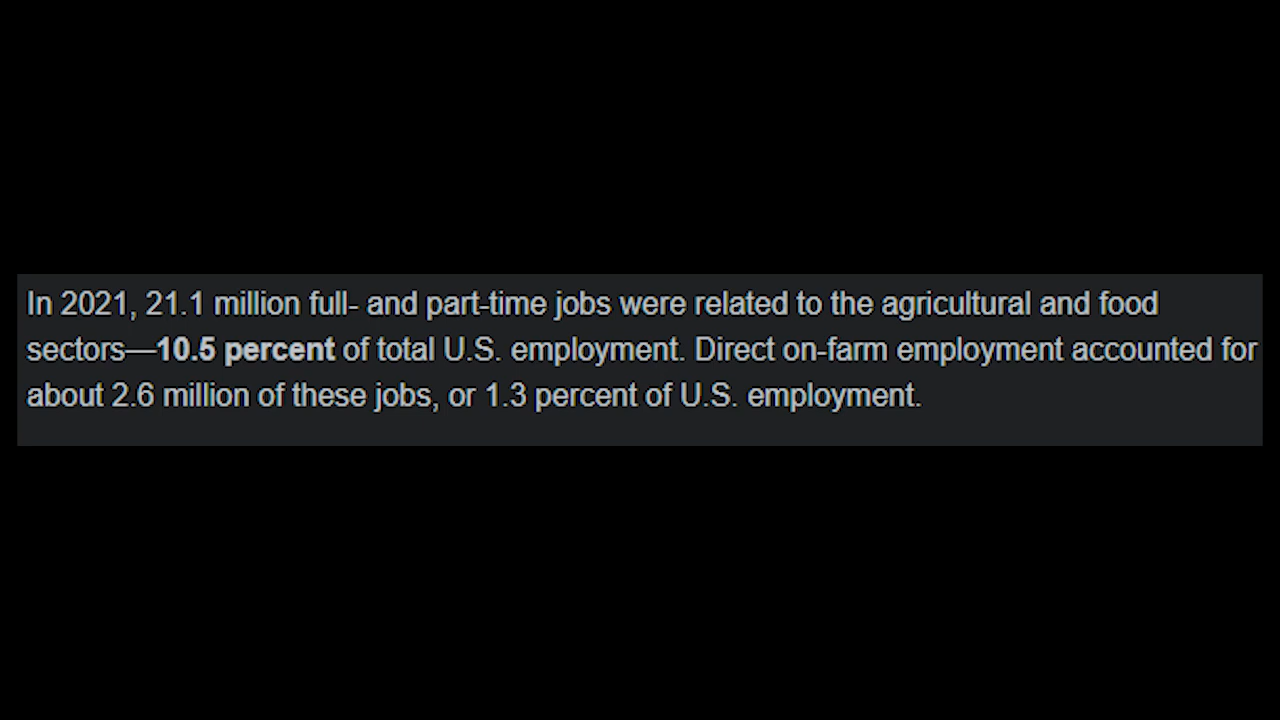 In 2021, 21.1 million full- and part-time jobs were related to the agricultural and food
sectors—10.5 percent of total U.S. employment. Direct on-farm employment accounted for
about 2.6 million of these jobs, or 1.3 percent of U.S. employment.